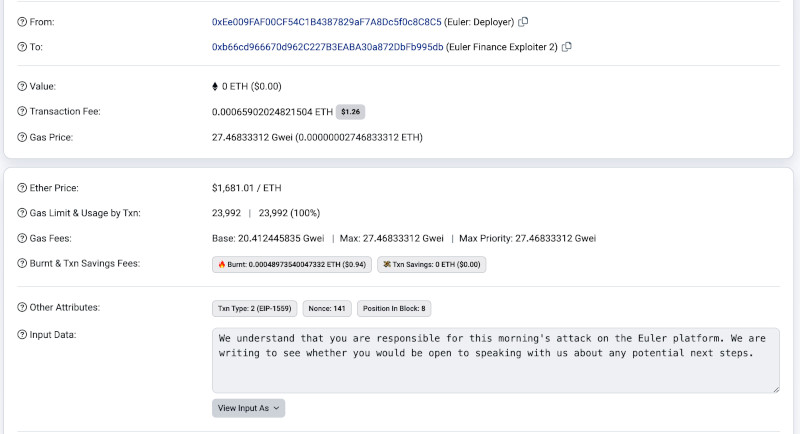 From: 0xEe009FAF00CF54C1B4387829aF7A8Dc5f0c8C8C5 (Euler: Deployer)
To: 0xb66cd966670d962C227B3EABA30a872DbFb995db (Euler Finance Exploiter 2)
Value: 0 ETH ($0.00)
Transaction Fee: 0.00065902024821504 ETH $1.26
Gas Price: 27.46833312 Gwei (0.00000002746833312 ETH)
Ether Price: $1,681.01 / ETH
Gas Limit & Usage by Txn: 23,992 | 23,992 (100%)
Gas Fees: Base: 20.412445835 Gwei | Max: 27.46833312 Gwei | Max Priority: 27.46833312 Gwei
Burnt & Txn Savings Fees: Burnt: 0.00048973540047332 ETH ($0.94) Txn Savings: 0 ETH ($0.00)
Other Attributes: Txn Type: 2 (EIP-1559) Nonce: 141 Position In Block: 8
Input Data: We understand that you are responsible for this morning's attack on the Euler platform. We are
writing to see whether you would be open to speaking with us about any potential next steps.
View Input As